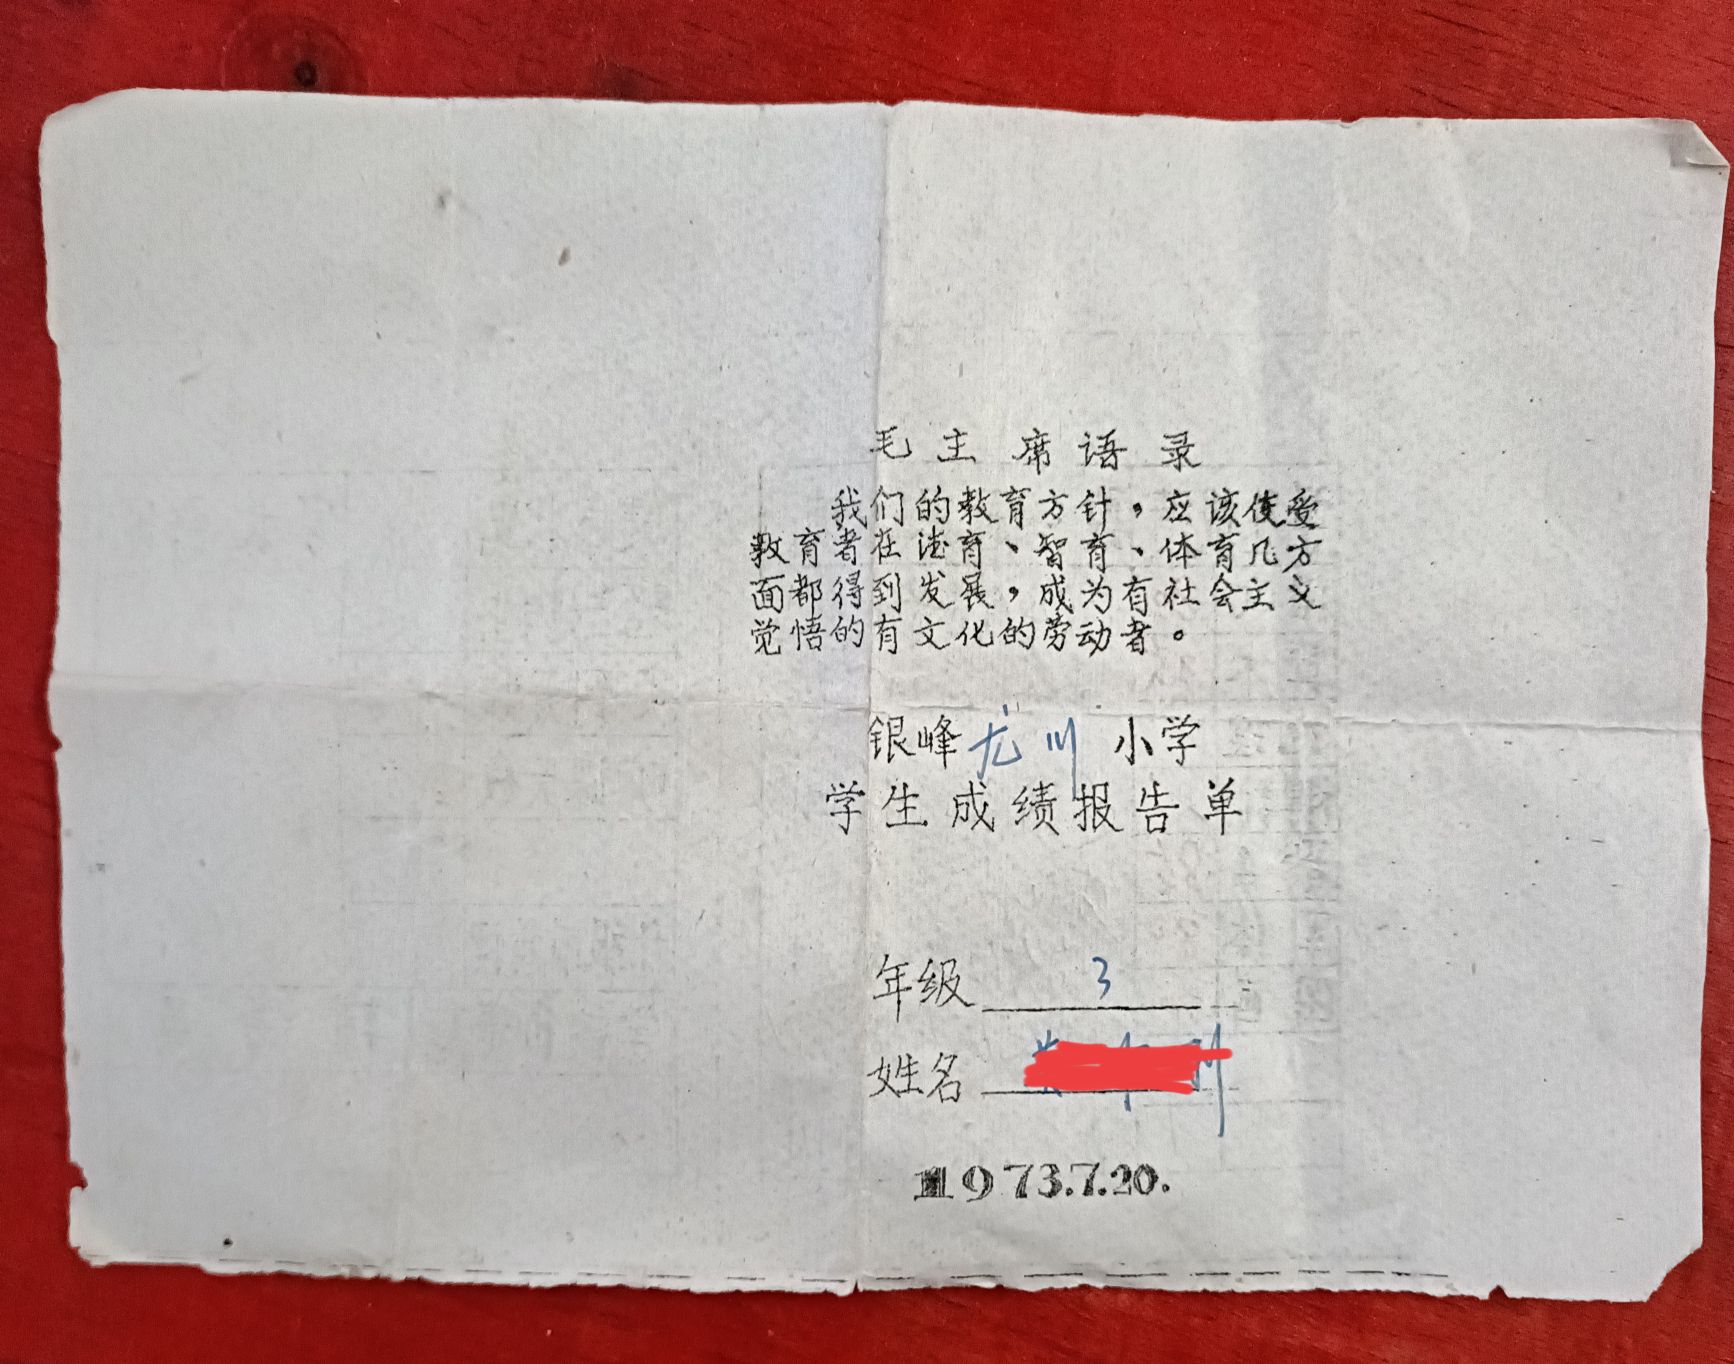 毛主席语录
我们的教育方针，应该使受
教育者在德育、智育、体育几方
面都得到发展，成为有社会主义
觉悟的有文化的劳动者。
银峰龙川小学
学生成绩报告单
年级 3
姓名
1973.7.20.